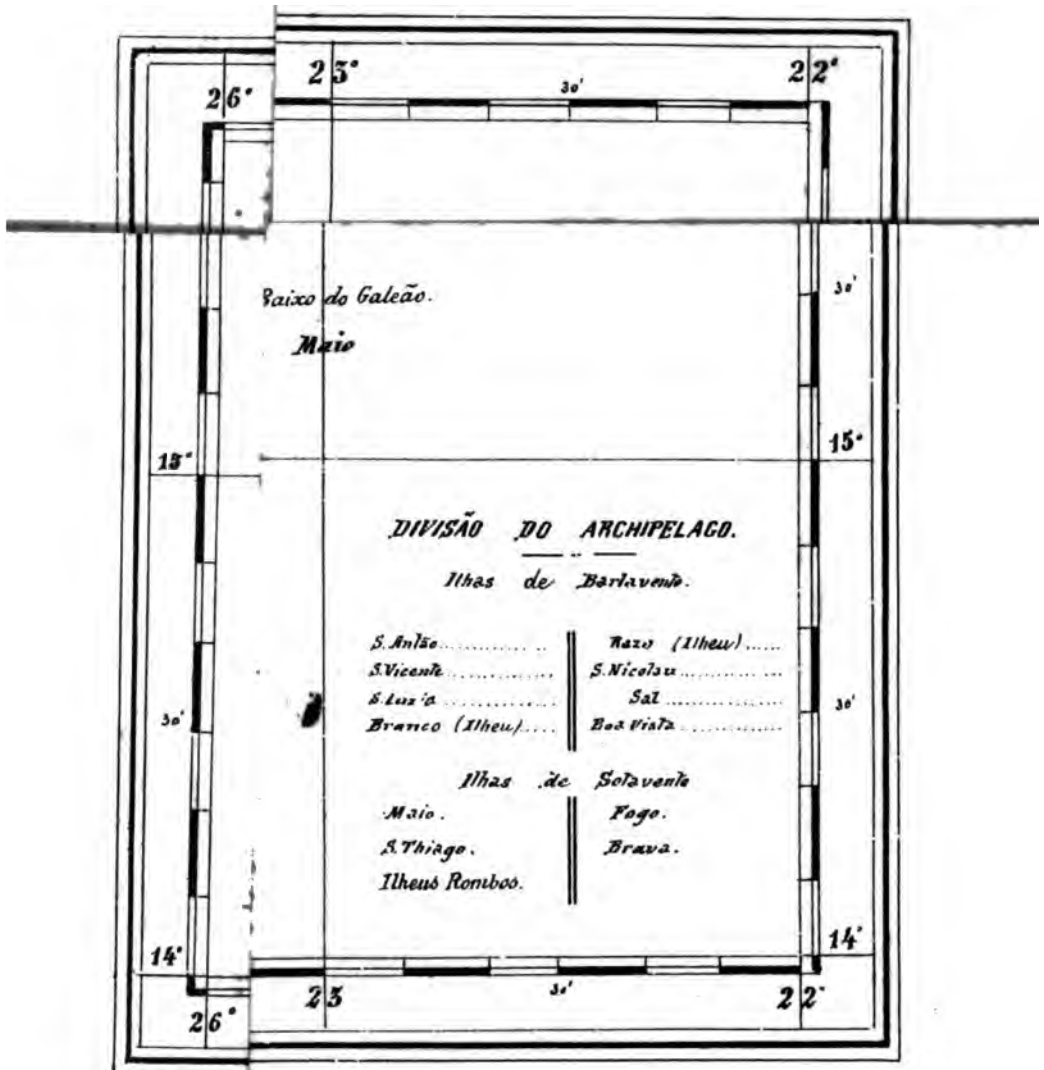 23° 22°
26° 30'
Baixo do Galeão. 30'
Maio
15° 15°
DIVISÃO DO ARCHIPELAGO.
Ilhas de Barlavento.
S. Antão.............. Razo (Ilheu).....
S. Vicente.............. S. Nicolau..............
S. Luzia.............. Sal..............
30' 30'
Branco (Ilheu).... Boa Vista..............
Ilhas de Sotavento
Maio. Fogo.
S. Thiago. Brava.
Ilheus Rombos.
14° 14°
23 30' 22°
26°